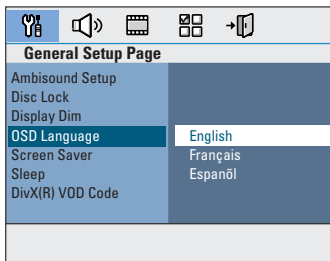 General Setup Page
Ambisound Setup
Disc Lock
Display Dim
OSD Language
English
Screen Saver
Français
Sleep
Espanõl
DivX(R) VOD Code